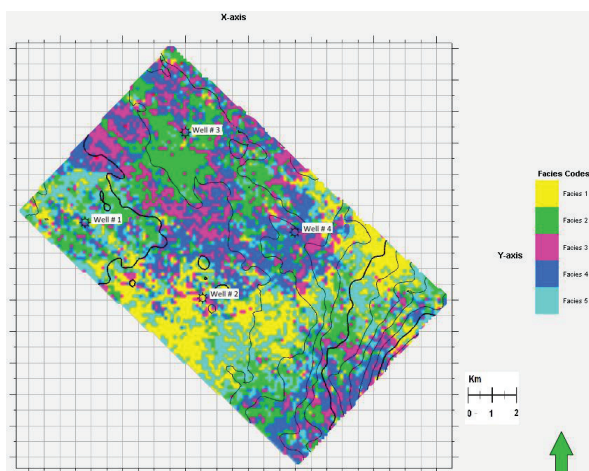 X-axis
Well # 3
Facies Codes
Facies 1
Facies 2
Well # 1
Facies 3
Well # 4
Y-axis
Facies 4
Facies 5
Well # 2
Km
0 - 1 2